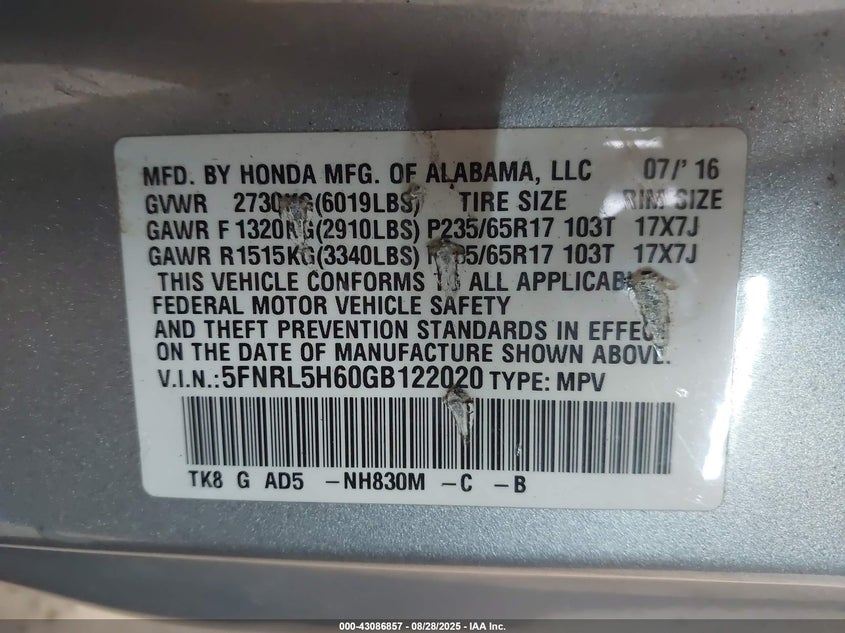 MFD. BY HONDA MFG. OF ALABAMA, LLC 07/'16
GVWR 2730KG(6019LBS) TIRE SIZE RIM SIZE
GAWR F1320KG(2910LBS) P235/65R17 103T 17X7J
GAWR R1515KG(3340LBS) P235/65R17 103T 17X7J
THIS VEHICLE CONFORMS TO ALL APPLICABLE
FEDERAL MOTOR VEHICLE SAFETY
AND THEFT PREVENTION STANDARDS IN EFFECT
ON THE DATE OF MANUFACTURE SHOWN ABOVE.
V.I.N.:5FNRL5H60GB122020 TYPE: MPV
TK8 G AD5 -NH830M -C -B
000-43086857 - 08/28/2025 - IAA Inc.